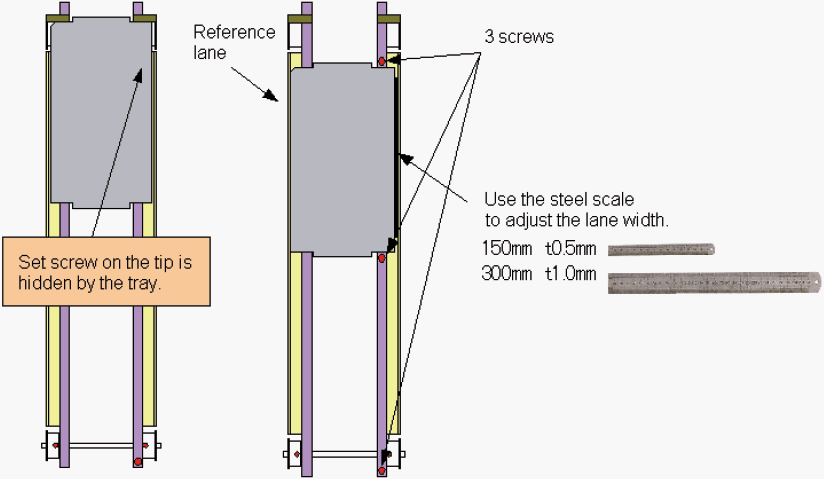 Reference
lane
3 screws
Use the steel scale
to adjust the lane width.
150mm t0.5mm
300mm t1.0mm
Set screw on the tip is
hidden by the tray.